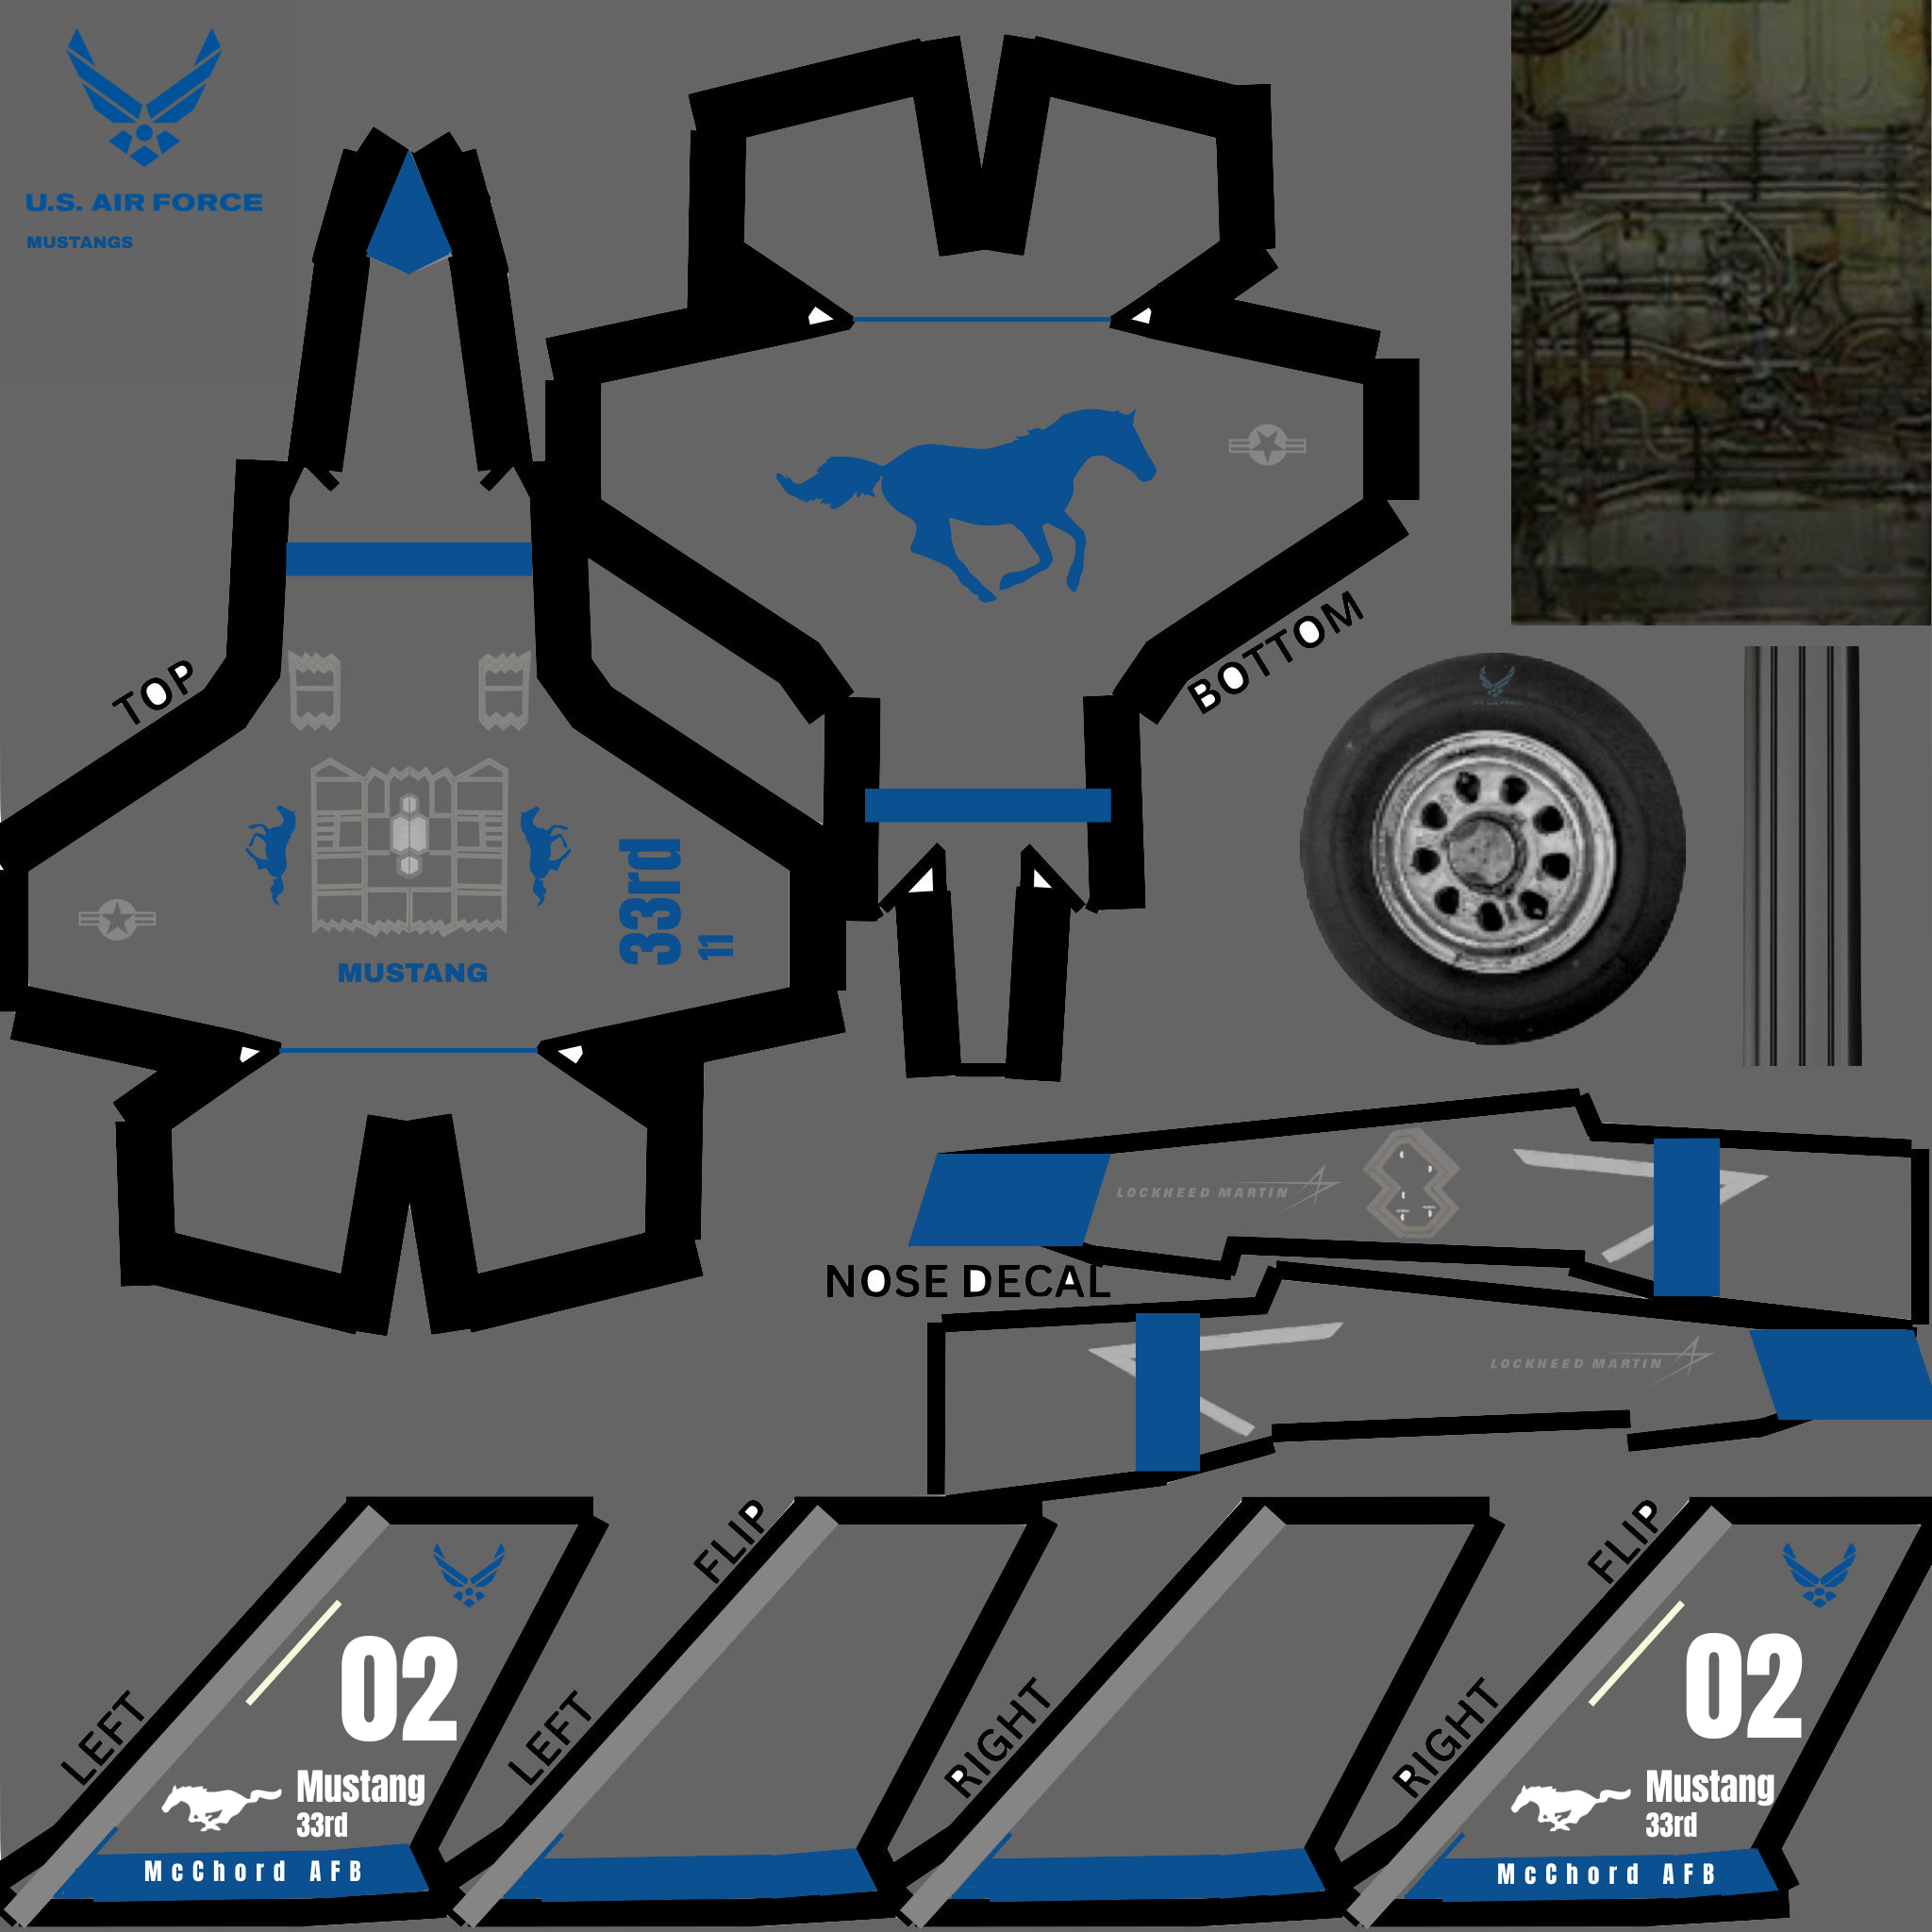 U.S. AIR FORCE
MUSTANGS
TOP
BOTTOM
33rd
11
MUSTANG
LOCKHEED MARTIN
NOSE DECAL
LOCKHEED MARTIN
LEFT
02
Mustang
33rd
McChord AFB
FLIP
LEFT
RIGHT
FLIP
RIGHT
02
Mustang
33rd
McChord AFB